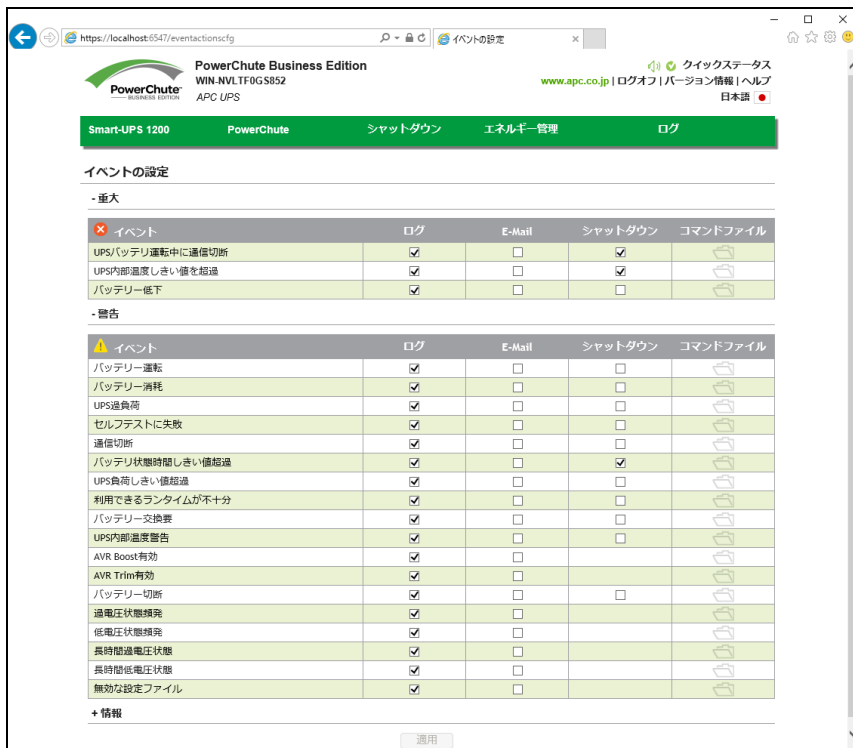 https://localhost:6547/eventactionscfg
イベントの設定
PowerChute Business Edition
WIN-NVLTF0GS852
APC UPS
PowerChute
BUSINESS EDITION
クイックステータス
www.apc.co.jp | ログオフ | バージョン情報 | ヘルプ
日本語
Smart-UPS 1200 PowerChute シャットダウン エネルギー管理 ログ
イベントの設定
- 重大
イベント ログ E-Mail シャットダウン コマンドファイル
UPSバッテリ運転中に通信切断
UPS内部温度しきい値を超過
バッテリー低下
- 警告
イベント ログ E-Mail シャットダウン コマンドファイル
バッテリー運転
バッテリー消耗
UPS過負荷
セルフテストに失敗
通信切断
バッテリ状態時間しきい値超過
UPS負荷しきい値超過
利用できるランタイムが不十分
バッテリー交換要
UPS内部温度警告
AVR Boost有効
AVR Trim有効
バッテリー切断
過電圧状態頻発
低電圧状態頻発
長時間過電圧状態
長時間低電圧状態
無効な設定ファイル
+ 情報
適用